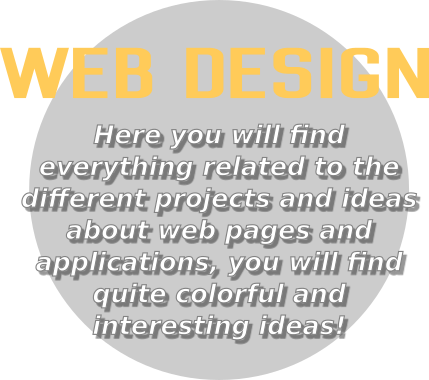 WEB DESIGN
Here you will find
everything related to the
different projects and ideas
about web pages and
applications, you will find
quite colorful and
interesting ideas!